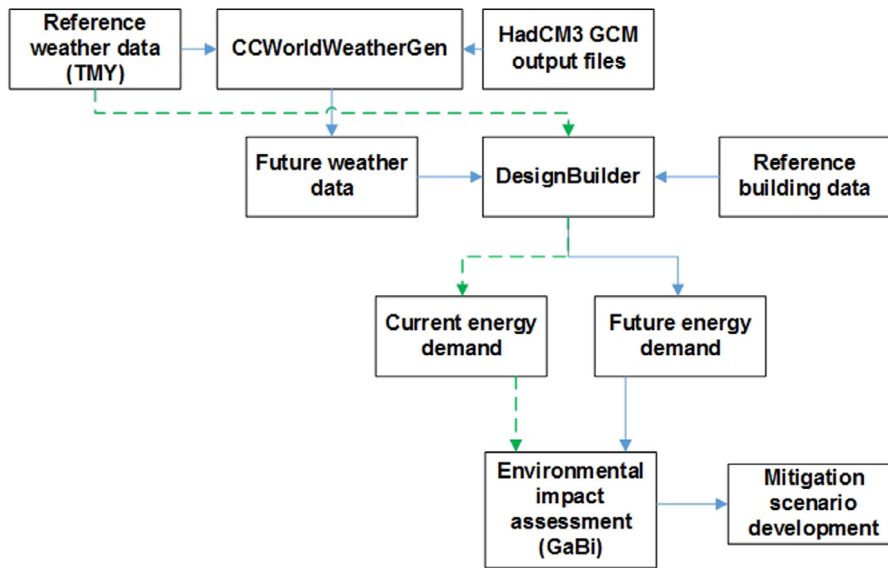 Reference
weather data
(TMY)
CCWorldWeatherGen
HadCM3 GCM
output files
Future weather
data
DesignBuilder
Reference
building data
Current energy
demand
Future energy
demand
Environmental
impact
assessment
(GaBi)
Mitigation
scenario
development